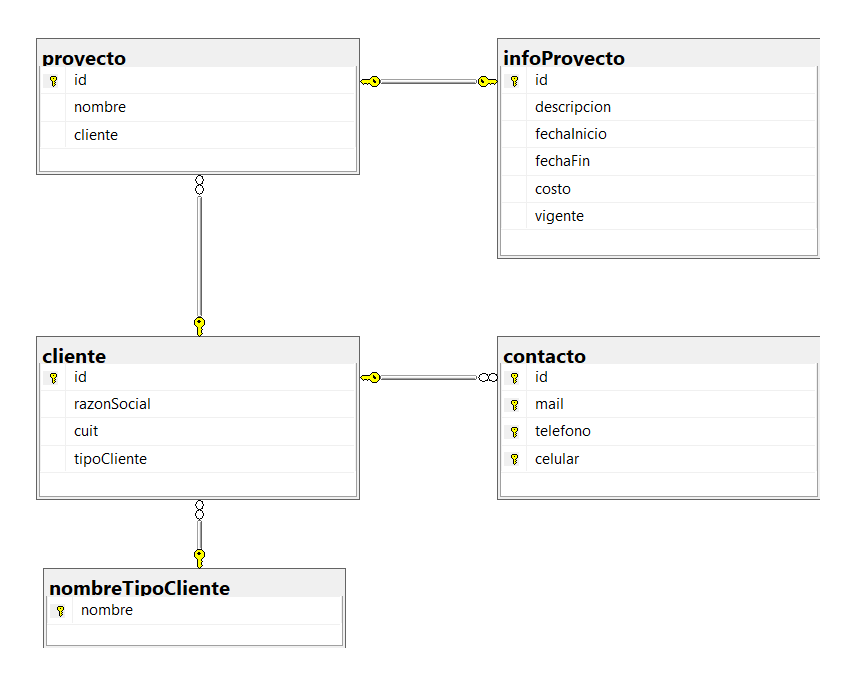 proyecto
id
nombre
cliente
infoProyecto
id
descripcion
fechaInicio
fechaFin
costo
vigente
cliente
id
razonSocial
cuit
tipoCliente
contacto
id
mail
telefono
celular
nombreTipoCliente
nombre